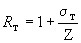 R_T = 1 + σ_T / Z